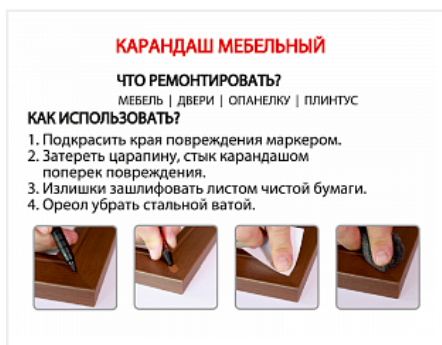 КАРАНДАШ МЕБЕЛЬНЫЙ
ЧТО РЕМОНТИРОВАТЬ?
МЕБЕЛЬ | ДВЕРИ | ОПАНЕЛКУ | ПЛИНТУС
КАК ИСПОЛЬЗОВАТЬ?
1. Подкрасить края повреждения маркером.
2. Затереть царапину, стык карандашом
поперек повреждения.
3. Излишки зашлифовать листом чистой бумаги.
4. Ореол убрать стальной ватой.